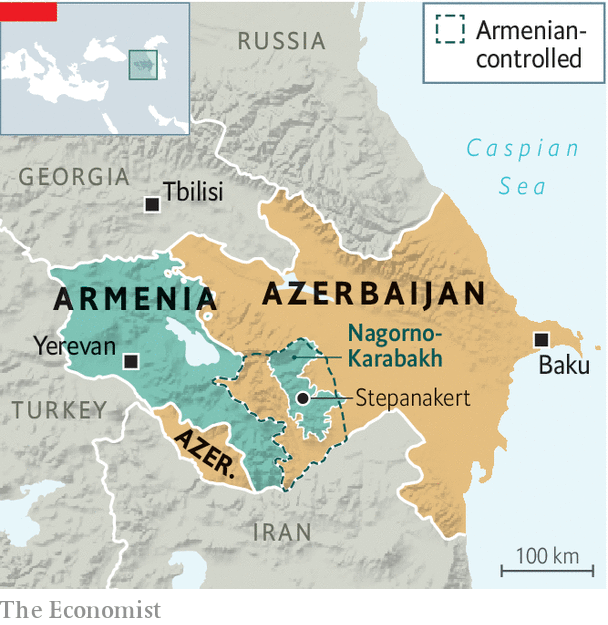 RUSSIA
Armenian-
controlled
Caspian
Sea
GEORGIA
Tbilisi
ARMENIA
AZERBAIJAN
Nagorno-
Karabakh
Yerevan
Baku
Stepanakert
TURKEY
AZER.
IRAN
100 km
The Economist